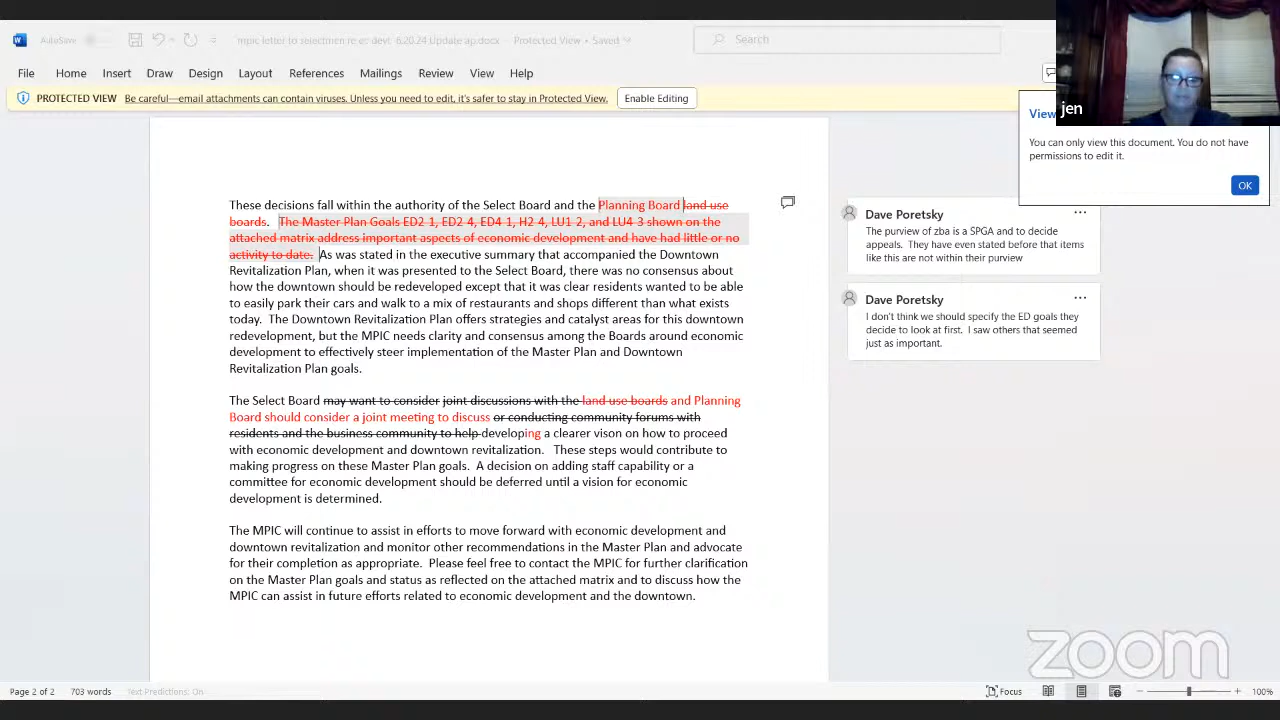 AutoSave
mpic letter to selectmen re ec devt 6.20.24 Update ap.docx - Protected View • Saved
Search
File Home Insert Draw Design Layout References Mailings Review View Help
PROTECTED VIEW Be careful—email attachments can contain viruses. Unless you need to edit, it's safer to stay in Protected View. Enable Editing
jen
View
You can only view this document. You do not have
permissions to edit it.
OK
These decisions fall within the authority of the Select Board and the Planning Board land use
boards. The Master Plan Goals ED2-1, ED2-4, ED4-1, H2-4, LU1-2, and LU4-3 shown on the
attached matrix address important aspects of economic development and have had little or no
activity to date. As was stated in the executive summary that accompanied the Downtown
Revitalization Plan, when it was presented to the Select Board, there was no consensus about
how the downtown should be redeveloped except that it was clear residents wanted to be able
to easily park their cars and walk to a mix of restaurants and shops different than what exists
today. The Downtown Revitalization Plan offers strategies and catalyst areas for this downtown
redevelopment, but the MPIC needs clarity and consensus among the Boards around economic
development to effectively steer implementation of the Master Plan and Downtown
Revitalization Plan goals.
The Select Board may want to consider joint discussions with the land use boards and Planning
Board should consider a joint meeting to discuss or conducting community forums with
residents and the business community to help developing a clearer vison on how to proceed
with economic development and downtown revitalization. These steps would contribute to
making progress on these Master Plan goals. A decision on adding staff capability or a
committee for economic development should be deferred until a vision for economic
development is determined.
The MPIC will continue to assist in efforts to move forward with economic development and
downtown revitalization and monitor other recommendations in the Master Plan and advocate
for their completion as appropriate. Please feel free to contact the MPIC for further clarification
on the Master Plan goals and status as reflected on the attached matrix and to discuss how the
MPIC can assist in future efforts related to economic development and the downtown.
Dave Poretsky
The purview of zba is a SPGA and to decide
appeals. They have even stated before that items
like this are not within their purview
Dave Poretsky
I don't think we should specify the ED goals they
decide to look at first. I saw others that seemed
just as important.
zoom
Page 2 of 2 703 words Text Predictions: On Focus 100%